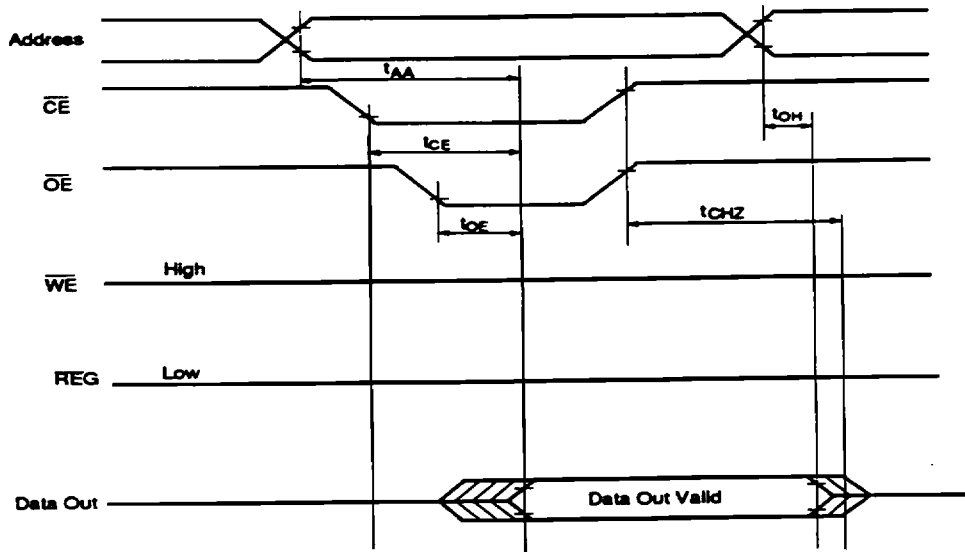 Address
tAA
CE
tOH
tCE
OE
tCHZ
tOE
High
WE
Low
REG
Data Out
Data Out Valid